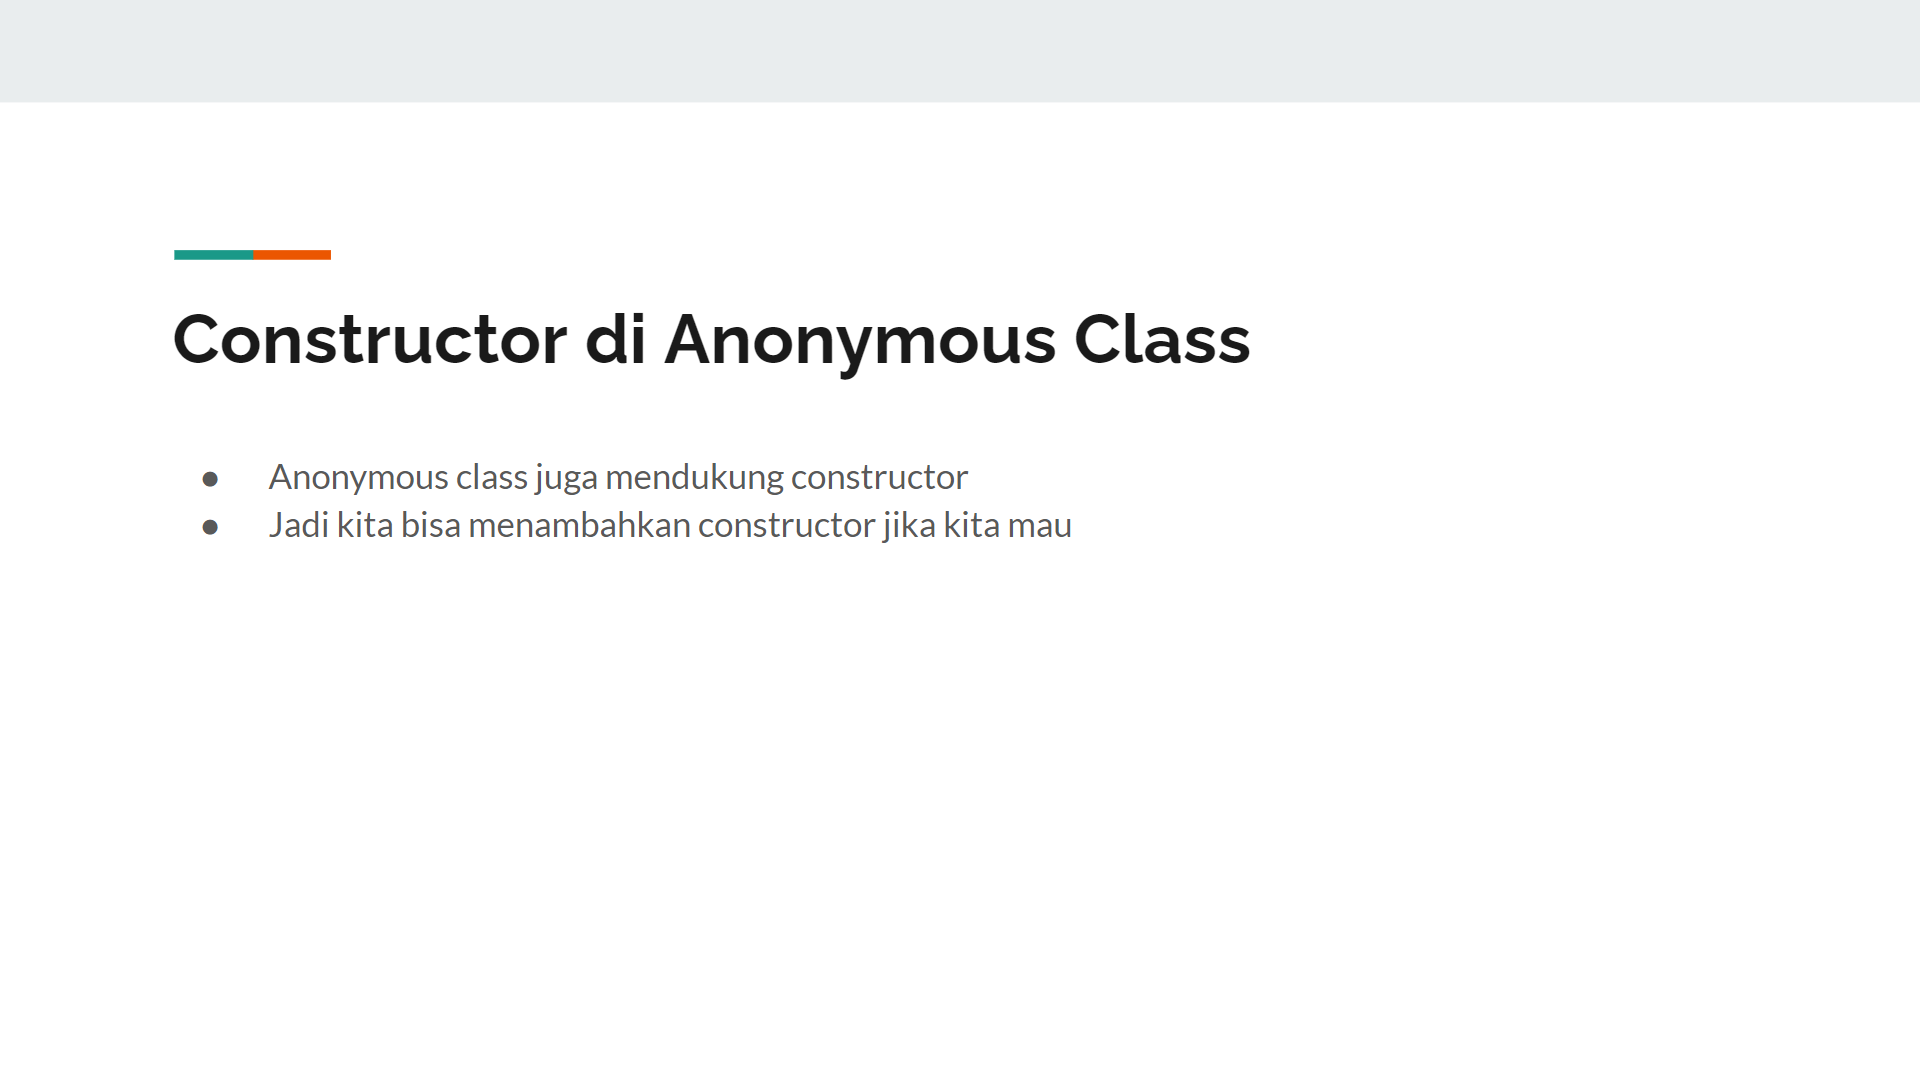 Constructor di Anonymous Class
● Anonymous class juga mendukung constructor
● Jadi kita bisa menambahkan constructor jika kita mau